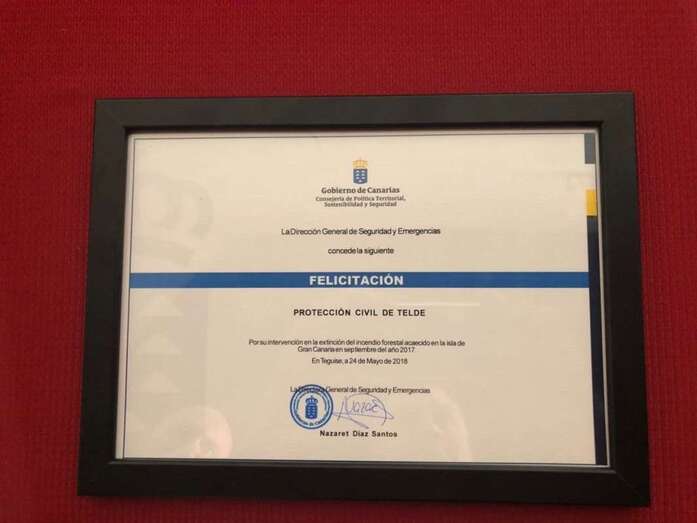 Gobierno de Canarias
Consejería de Política Territorial,
Sostenibilidad y Seguridad
La Dirección General de Seguridad y Emergencias
concede la siguiente
FELICITACIÓN
PROTECCIÓN CIVIL DE TELDE
Por su intervención en la extinción del incendio forestal acaecido en la isla de
Gran Canaria en septiembre del año 2017
En Teguise, a 24 de Mayo de 2018
La Directora General de Seguridad y Emergencias
Nazaret Díaz Santos